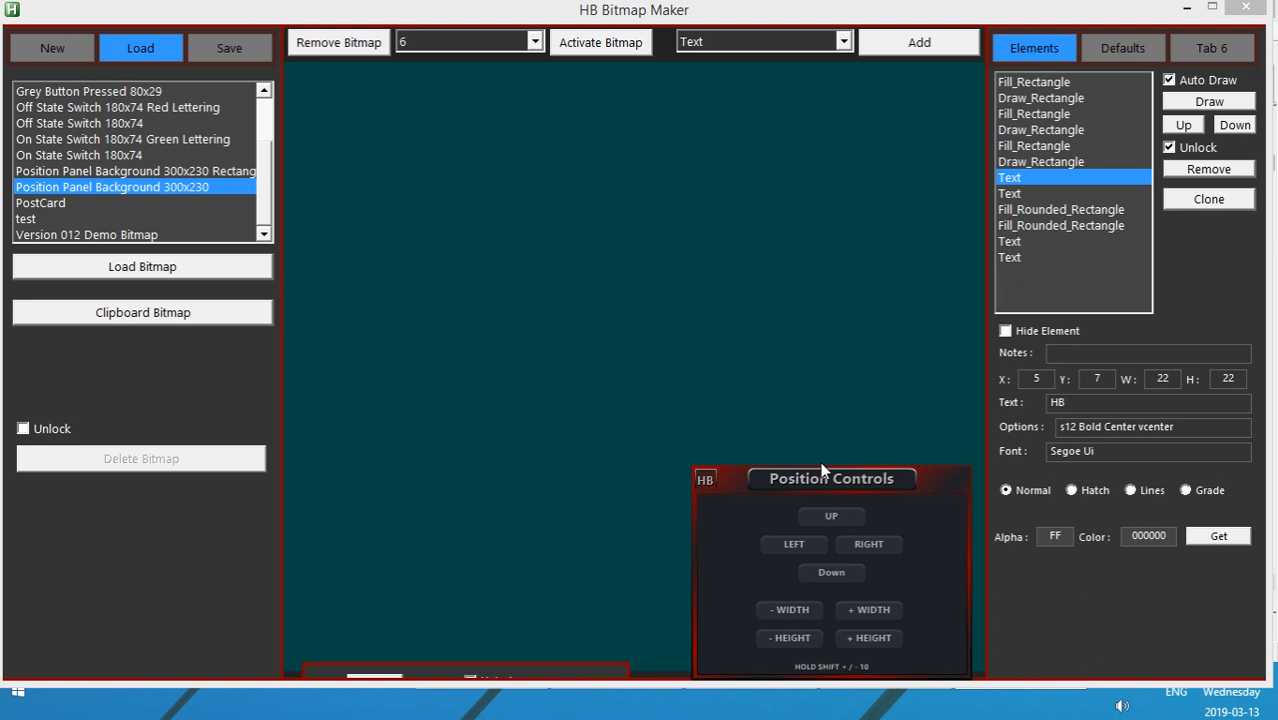 HB Bitmap Maker
New Load Save
Remove Bitmap 6 Activate Bitmap Text Add
Elements Defaults Tab 6
Grey Button Pressed 80x29
Off State Switch 180x74 Red Lettering
Off State Switch 180x74
On State Switch 180x74 Green Lettering
On State Switch 180x74
Position Panel Background 300x230 Rectang
Position Panel Background 300x230
PostCard
test
Version 012 Demo Bitmap
Load Bitmap
Clipboard Bitmap
Unlock
Delete Bitmap
HB Position Controls
UP
LEFT RIGHT
Down
- WIDTH + WIDTH
- HEIGHT + HEIGHT
HOLD SHIFT + / - 10
Fill_Rectangle
Draw_Rectangle
Fill_Rectangle
Draw_Rectangle
Fill_Rectangle
Draw_Rectangle
Text
Text
Fill_Rounded_Rectangle
Fill_Rounded_Rectangle
Text
Text
Auto Draw
Draw
Up Down
Unlock
Remove
Clone
Hide Element
Notes :
X : 5 Y : 7 W : 22 H : 22
Text : HB
Options : s12 Bold Center vcenter
Font : Segoe Ui
Normal Hatch Lines Grade
Alpha : FF Color : 000000 Get
ENG Wednesday
2019-03-13